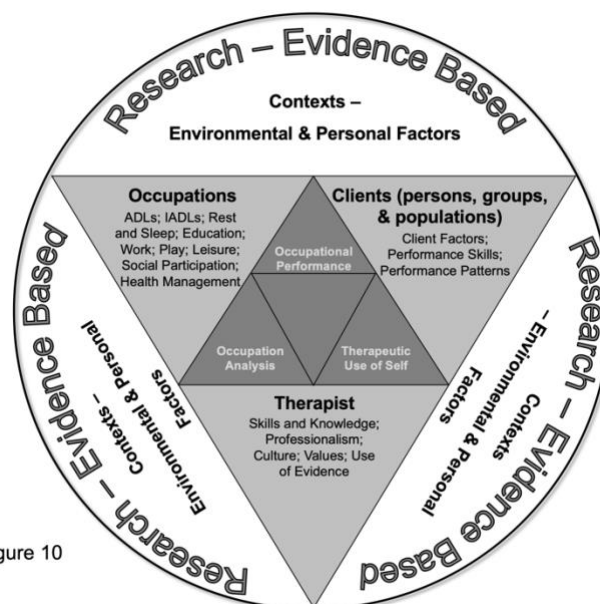 Research – Evidence Based
Contexts –
Environmental & Personal Factors
Occupations
ADLs; IADLs; Rest
and Sleep; Education;
Work; Play; Leisure;
Social Participation;
Health Management
Clients (persons, groups,
& populations)
Client Factors;
Performance Skills;
Performance Patterns
Occupational
Performance
Occupation
Analysis
Therapeutic
Use of Self
Therapist
Skills and Knowledge;
Professionalism;
Culture; Values; Use
of Evidence
Research – Evidence Based
Contexts –
Environmental & Personal
Factors
Research – Evidence Based
Contexts
– Environmental & Personal
Factors
gure 10